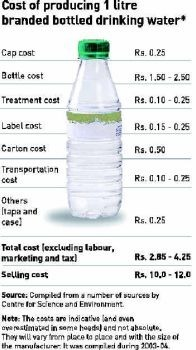 Cost of producing 1 litre
branded bottled drinking water*
Cap cost Rs. 0.25
Bottle cost Rs. 1.50 - 2.50
Treatment cost Rs. 0.10 - 0.25
Label cost Rs. 0.15 - 0.25
Carton cost Rs. 0.50
Transportation
cost Rs. 0.10 - 0.25
Others
(tapa and
case) Rs. 0.25
Total cost (excluding labour,
marketing and tax) Rs. 2.85 - 4.25
Selling cost Rs. 10.0 - 12.0
Source: Compiled from a number of sources by
Centre for Science and Environment.
Note: The costs are indicative (and even
overestimated in some heads) and not absolute.
They will vary from place to place and with the size of
the manufacturer. It was compiled during 2003-04.